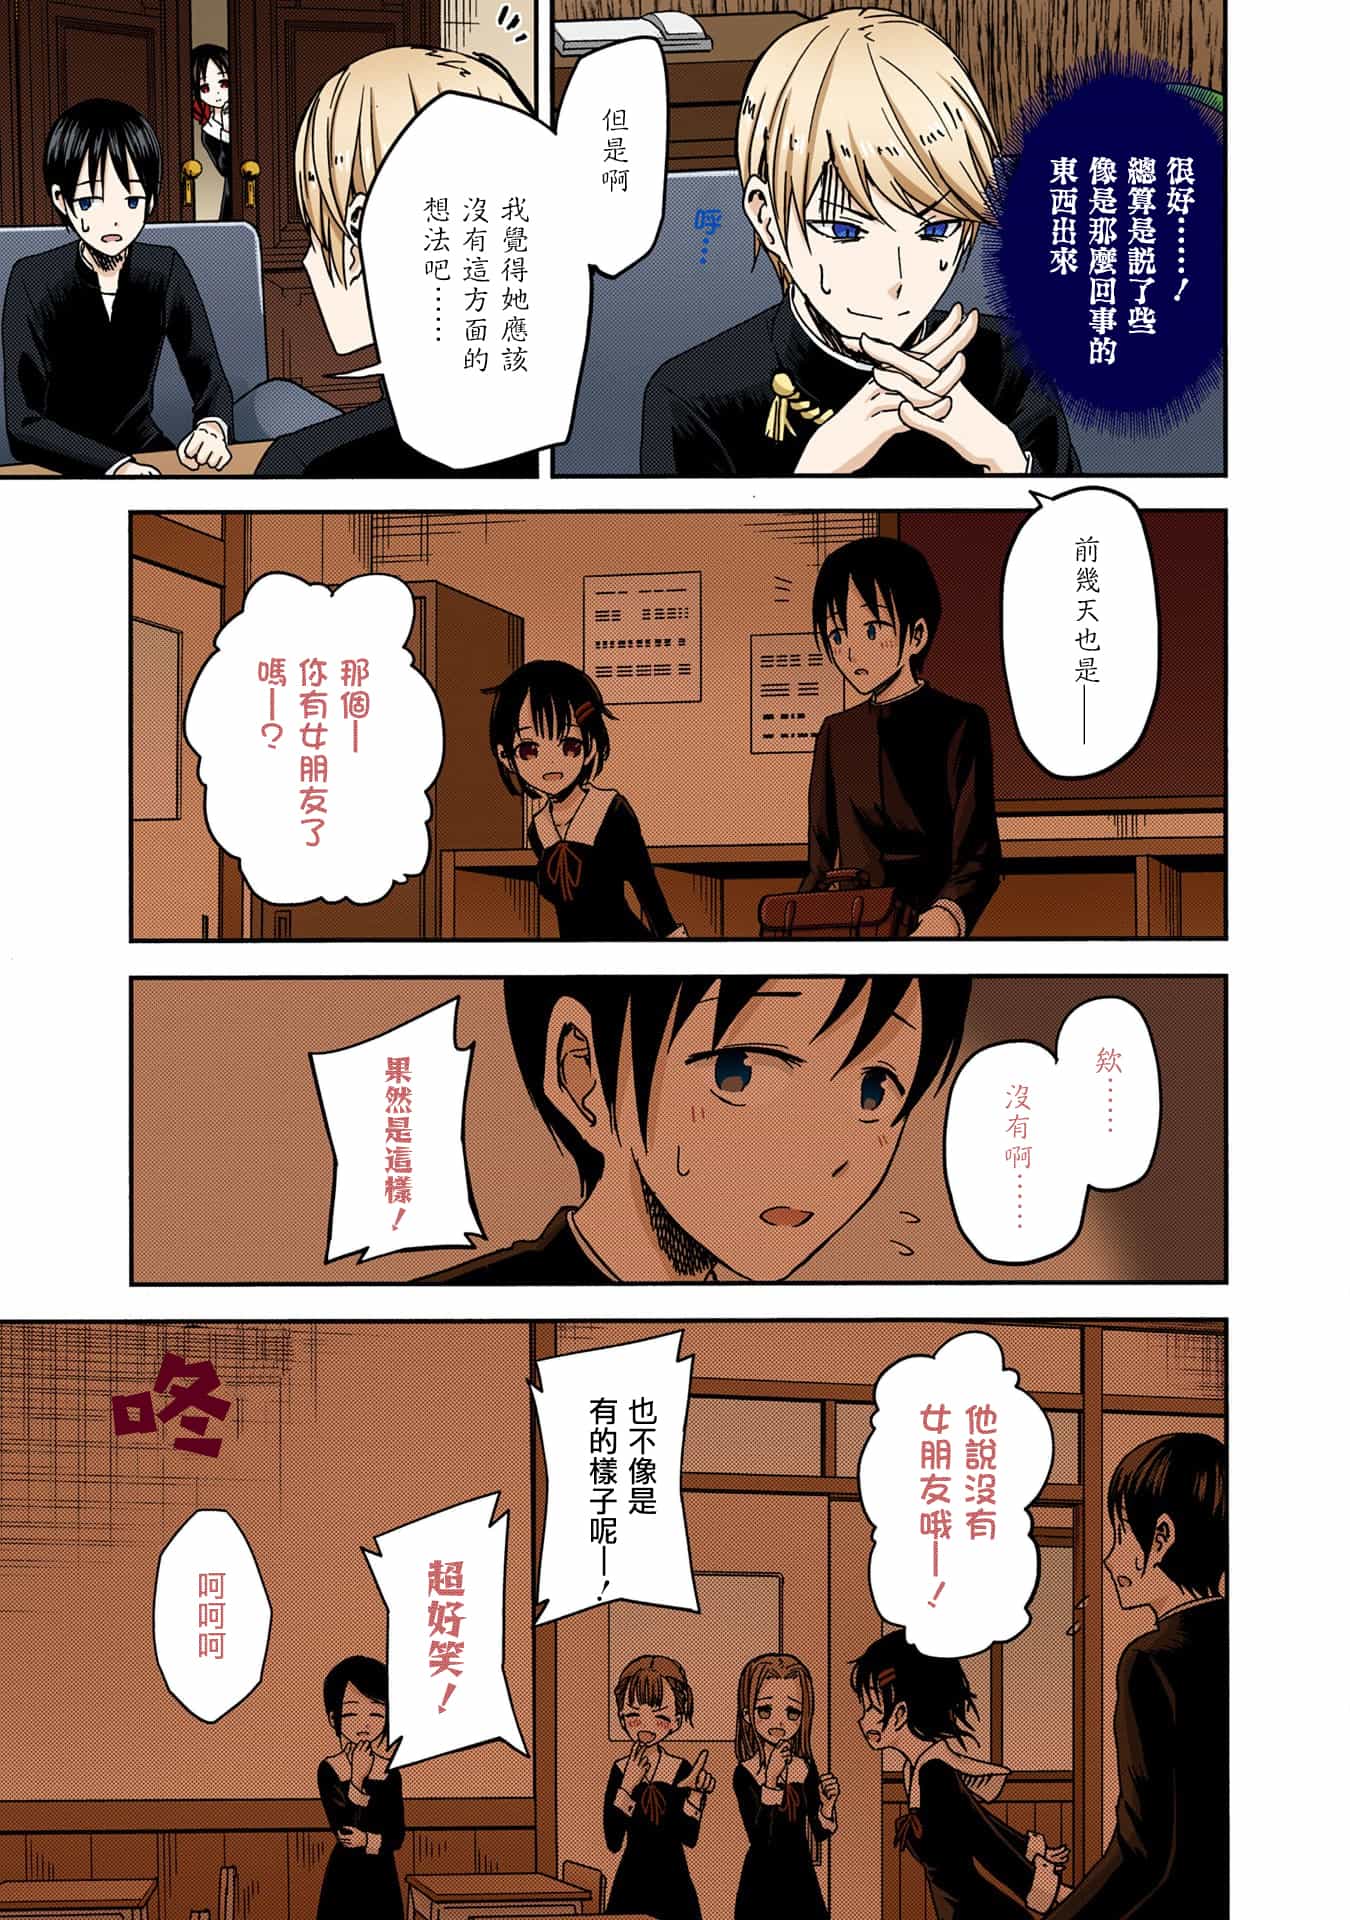 很好⋯⋯！
總算是說了些
像是那麼回事的
東西出來
呼⋯
但是啊
我覺得她應該
沒有這方面的
想法吧⋯⋯
前幾天也是——
那個—
你有女朋友了
嗎—？
欸⋯⋯
沒有啊⋯⋯
果然是這樣！
他說沒有
女朋友哦—！
也不像是
有的樣子呢—！
超好笑！
呵呵呵
咚